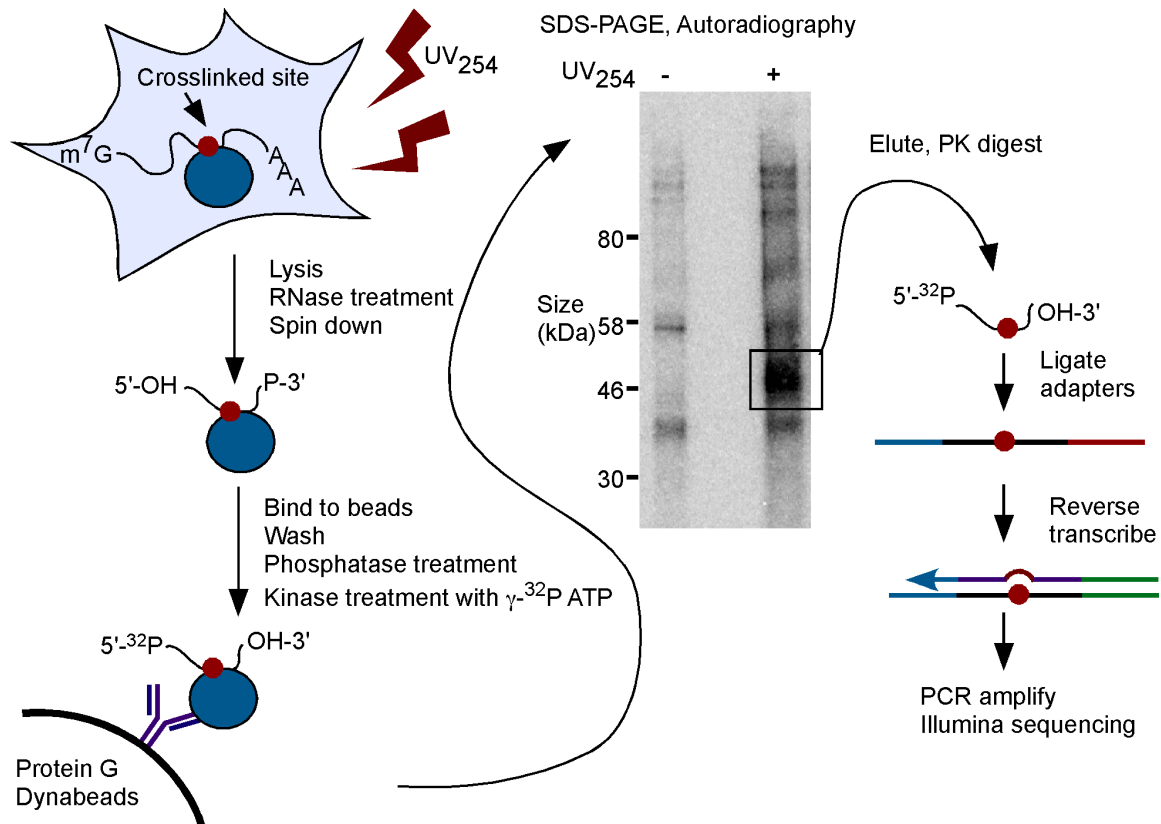 Crosslinked site
UV254
m7G
A
A
A
Lysis
RNase treatment
Spin down
5'-OH
P-3'
Bind to beads
Wash
Phosphatase treatment
Kinase treatment with γ-32P ATP
5'-32P
OH-3'
Protein G
Dynabeads
SDS-PAGE, Autoradiography
UV254 - +
Size
(kDa)
80
58
46
30
Elute, PK digest
5'-32P
OH-3'
Ligate
adapters
Reverse
transcribe
PCR amplify
Illumina sequencing